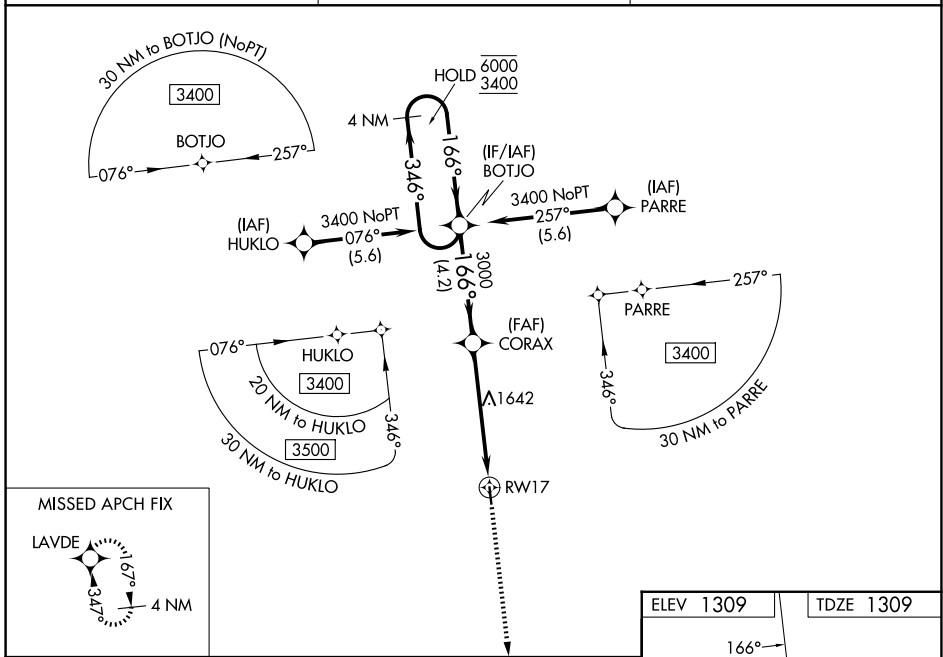 30 NM to BOTJO (NoPT)
3400
BOTJO
076°
257°
HOLD 6000
3400
4 NM
346°
166°
(IF/IAF)
BOTJO
(IAF)
HUKLO
3400 NoPT
076°
(5.6)
3400 NoPT
257°
(5.6)
(IAF)
PARRE
3000
166°
(4.2)
(FAF)
CORAX
1642
RW17
076°
HUKLO
3400
20 NM to HUKLO
3500
30 NM to HUKLO
346°
257°
PARRE
3400
346°
30 NM to PARRE
MISSED APCH FIX
LAVDE
167°
347°
4 NM
ELEV 1309
TDZE 1309
166°